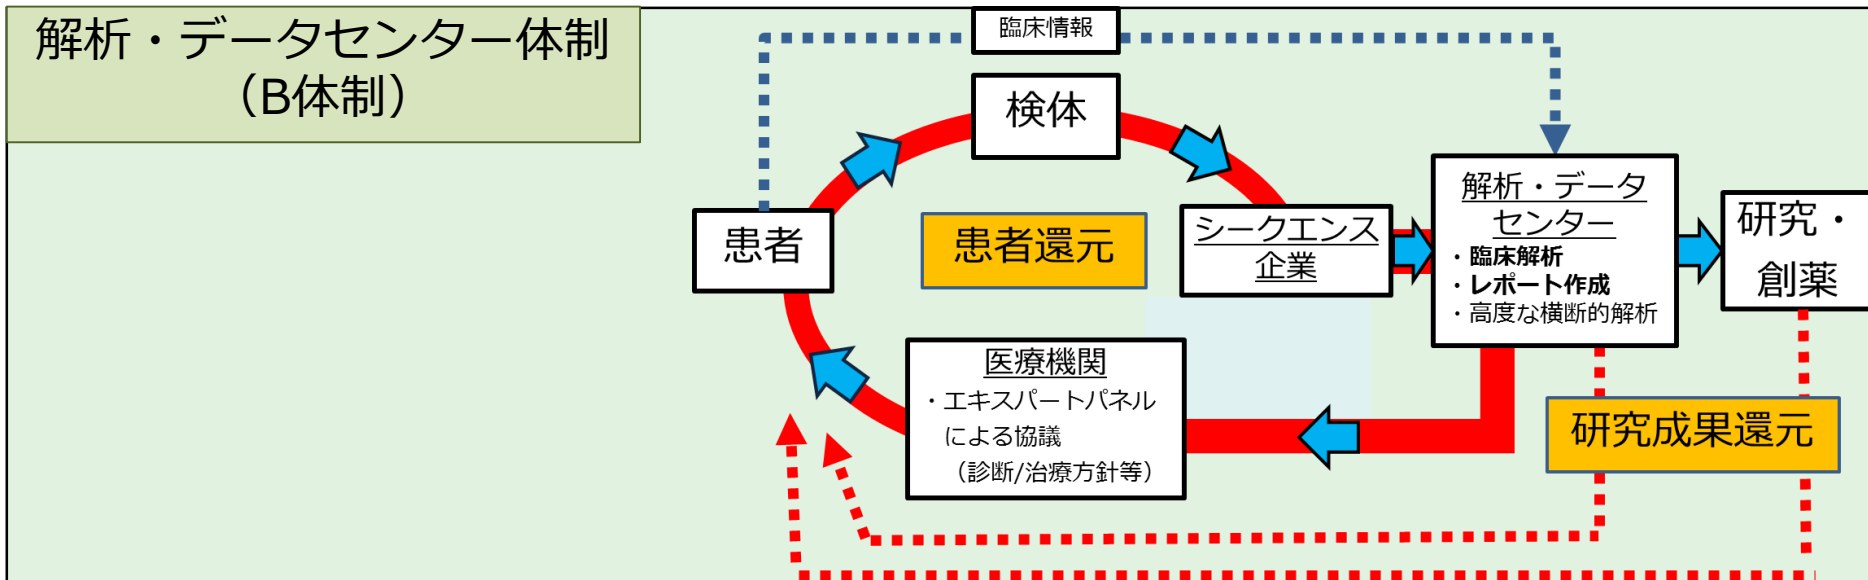 解析・データセンター体制
（B体制）
臨床情報
検体
患者
患者還元
シークエンス
企業
解析・データ
センター
・臨床解析
・レポート作成
・高度な横断的解析
研究・
創薬
医療機関
・エキスパートパネル
による協議
（診断/治療方針等）
研究成果還元